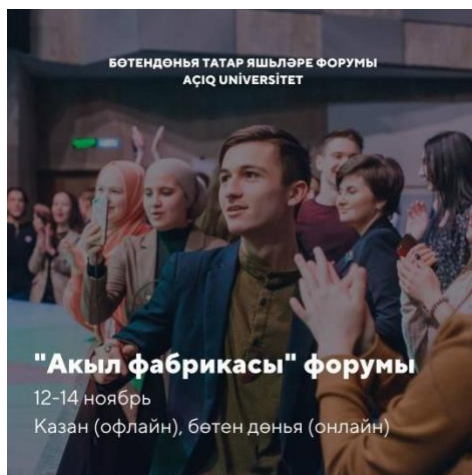 БӨТЕНДӨНЬЯ ТАТАР ЯШЬЛӘРЕ ФОРУМЫ
AÇIQ UNİVERSİTET
"Акыл фабрикасы" форумы
12-14 ноябрь
Казан (офлайн), бөтен дөнья (онлайн)